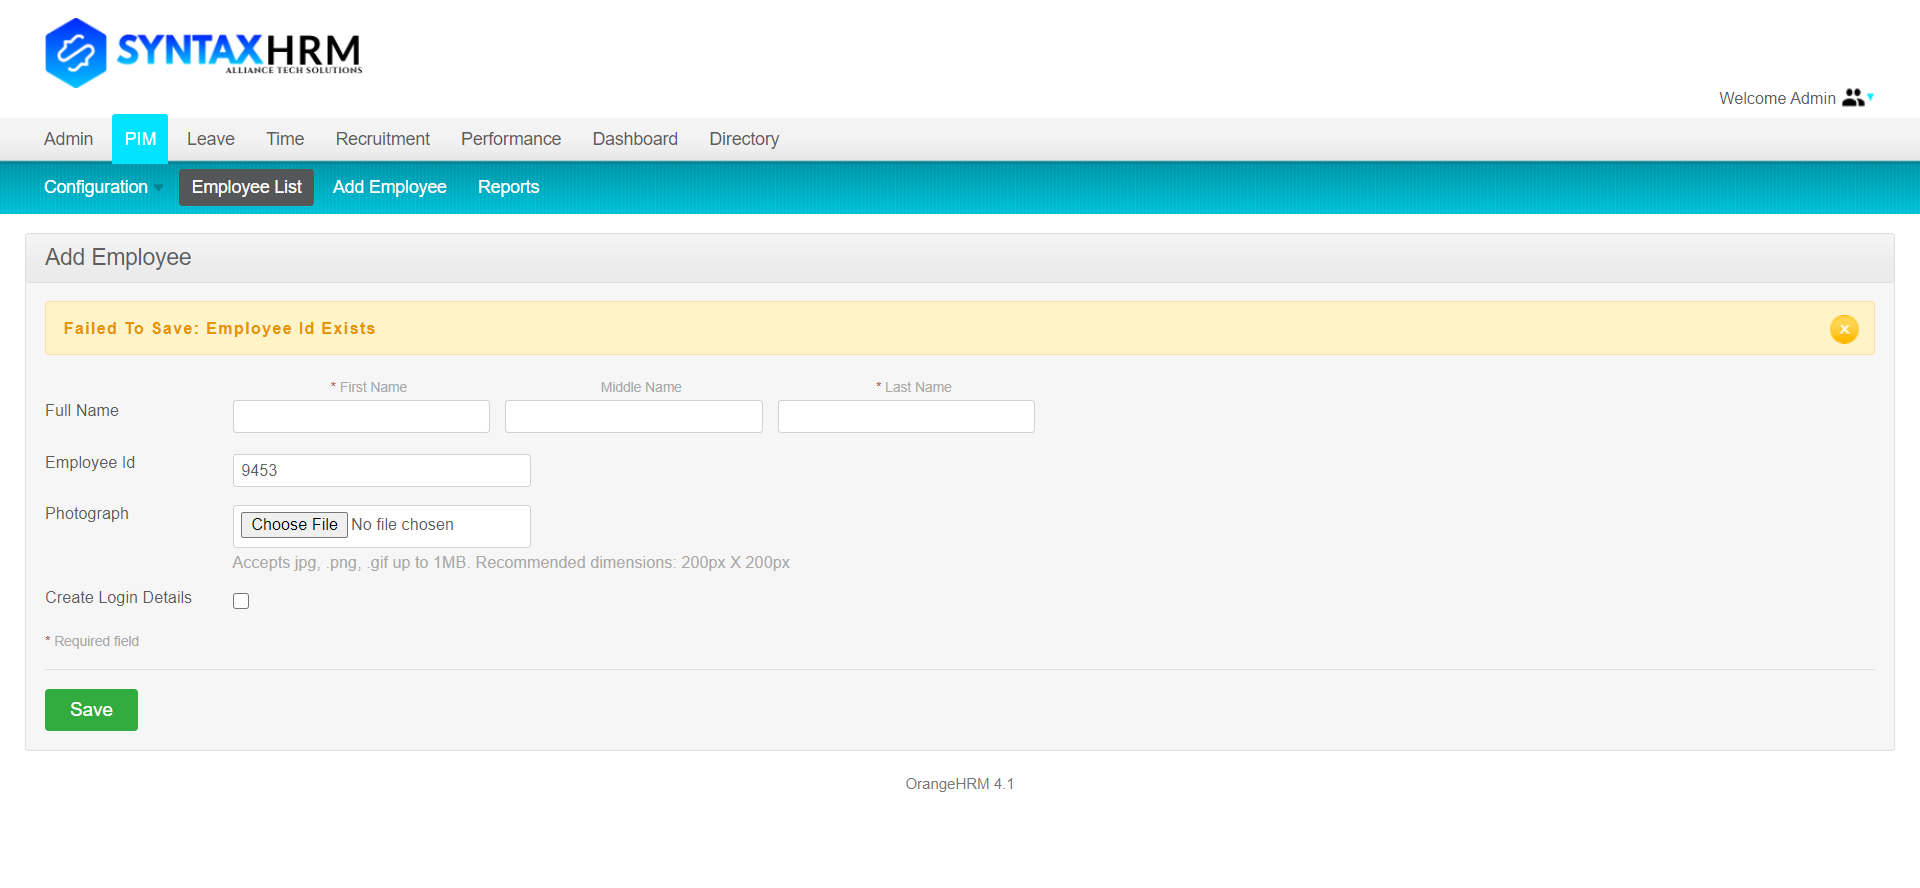 SYNTAXHRM
ALLIANCE TECH SOLUTIONS
Welcome Admin
Admin PIM Leave Time Recruitment Performance Dashboard Directory
Configuration Employee List Add Employee Reports
Add Employee
Failed To Save: Employee Id Exists
* First Name Middle Name * Last Name
Full Name
Employee Id 9453
Photograph Choose File No file chosen
Accepts jpg, .png, .gif up to 1MB. Recommended dimensions: 200px X 200px
Create Login Details
* Required field
Save
OrangeHRM 4.1